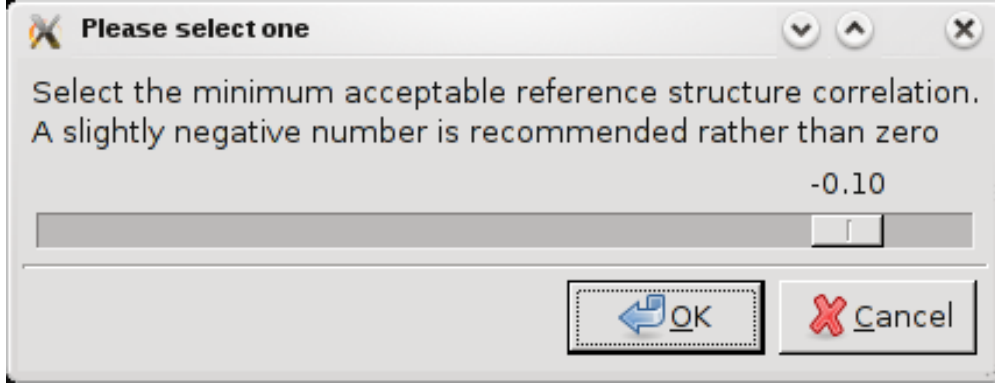 Please select one
Select the minimum acceptable reference structure correlation.
A slightly negative number is recommended rather than zero
-0.10
OK
Cancel